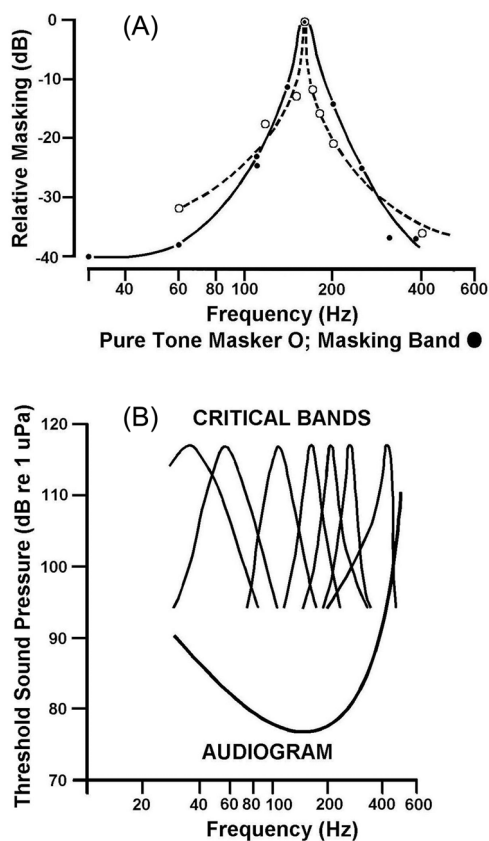 (A)
Relative Masking (dB)
0
-10
-20
-30
-40
40 60 80 100 200 400 600
Frequency (Hz)
Pure Tone Masker O; Masking Band ●
(B)
CRITICAL BANDS
Threshold Sound Pressure (dB re 1 uPa)
120
110
100
90
80
70
AUDIOGRAM
20 40 60 80 100 200 400 600
Frequency (Hz)